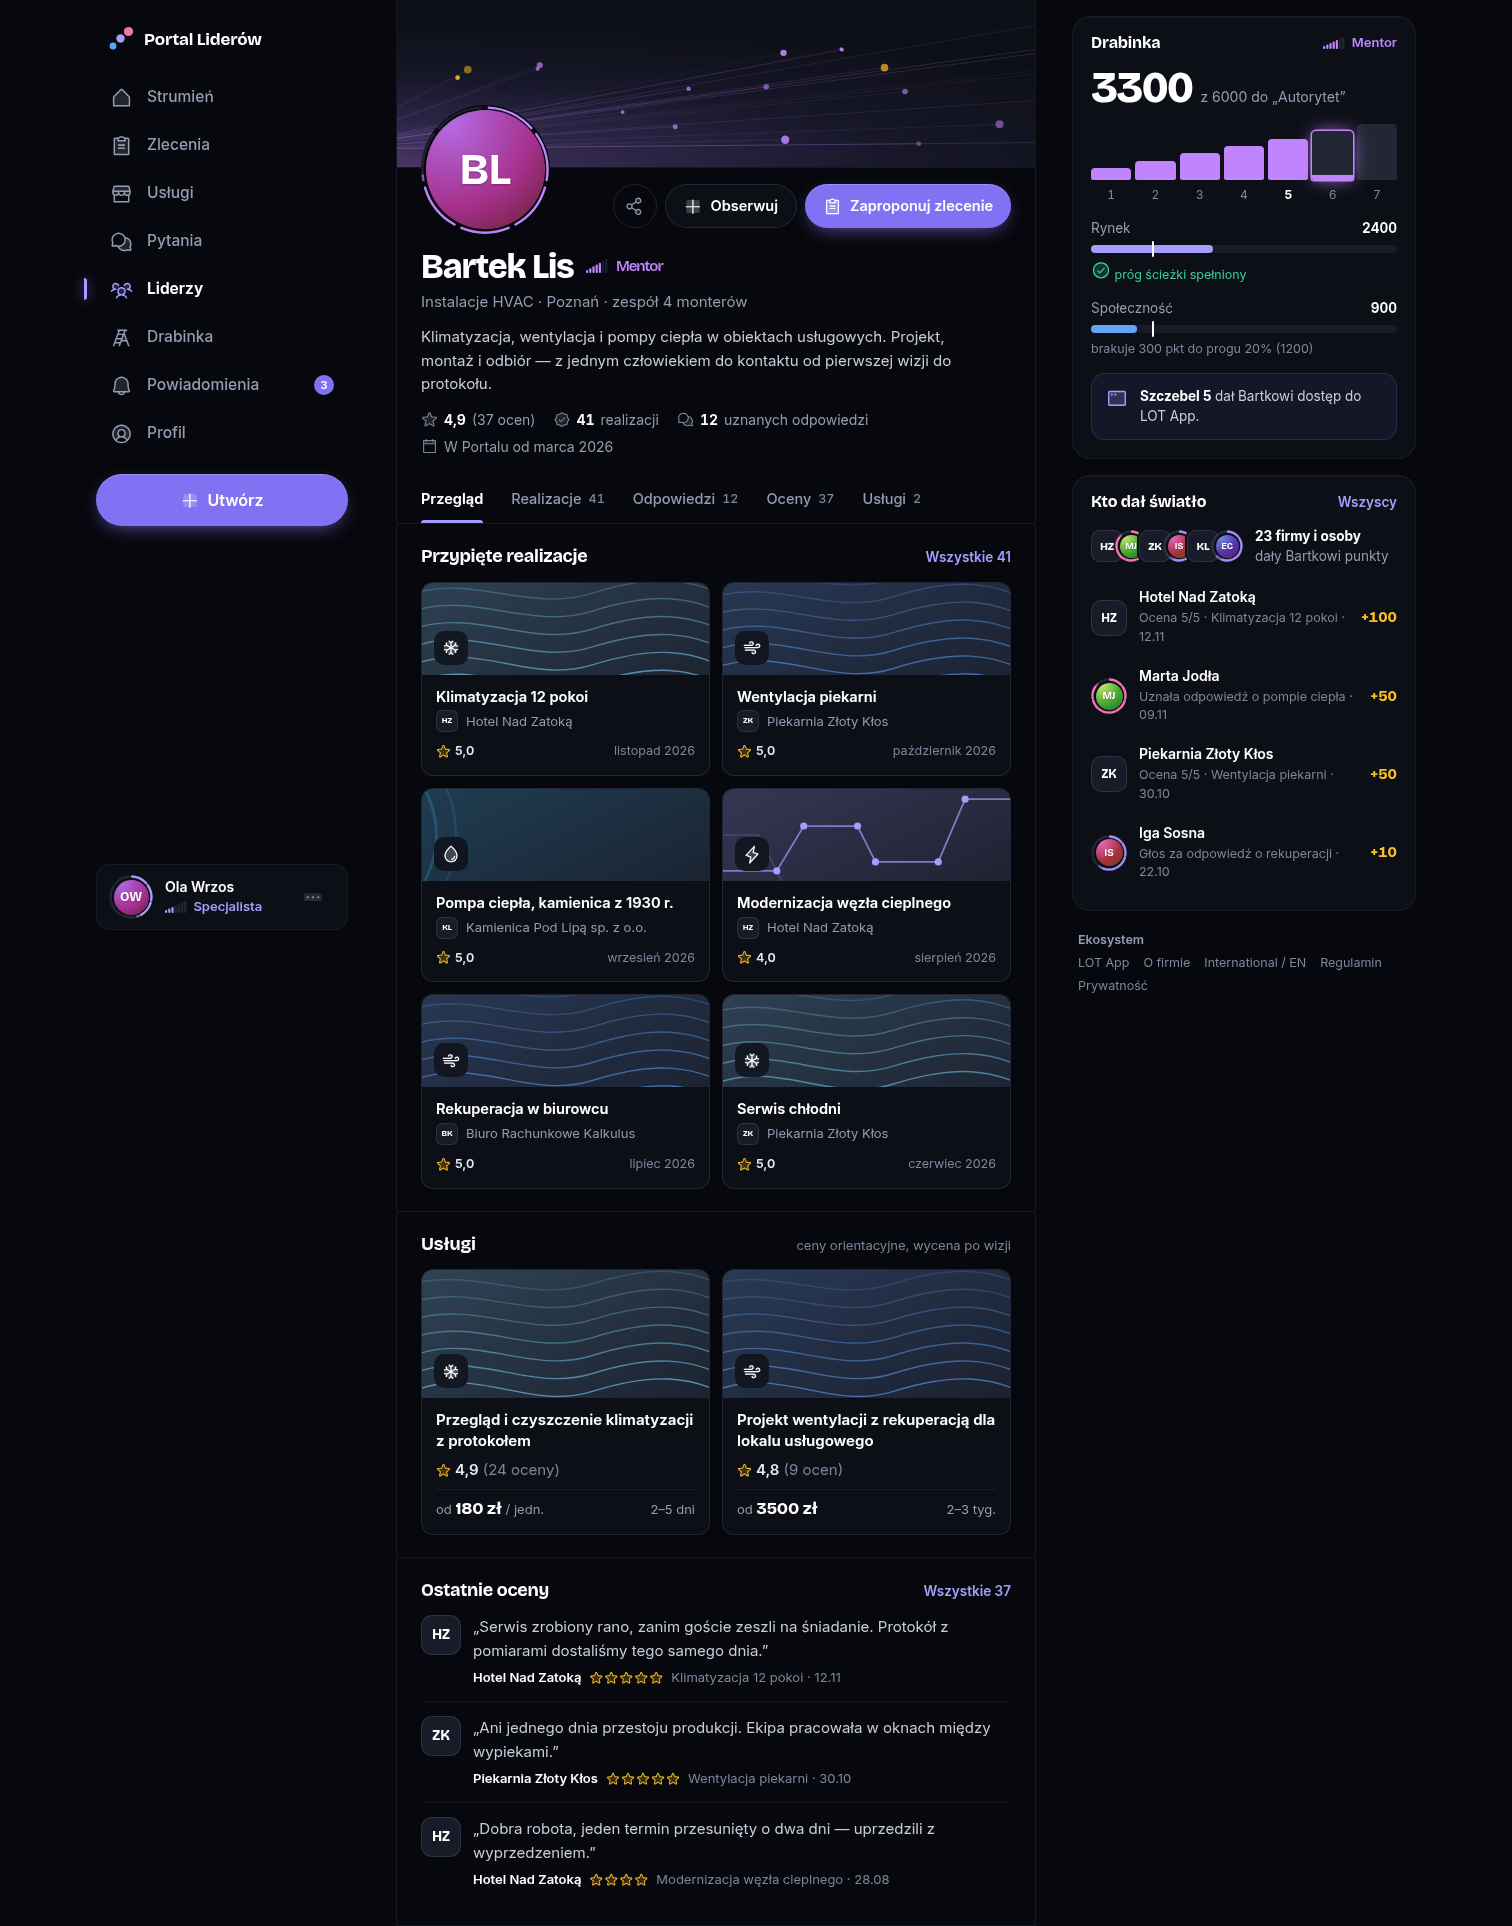 Portal Liderów
Strumień
Zlecenia
Usługi
Pytania
Liderzy
Drabinka
Powiadomienia 3
Profil
Utwórz
OW
Ola Wrzos
Specjalista
BL
Obserwuj
Zaproponuj zlecenie
Bartek Lis Mentor
Instalacje HVAC · Poznań · zespół 4 monterów
Klimatyzacja, wentylacja i pompy ciepła w obiektach usługowych. Projekt,
montaż i odbiór — z jednym człowiekiem do kontaktu od pierwszej wizji do
protokołu.
4,9 (37 ocen) 41 realizacji 12 uznanych odpowiedzi
W Portalu od marca 2026
Przegląd Realizacje 41 Odpowiedzi 12 Oceny 37 Usługi 2
Przypięte realizacje Wszystkie 41
Klimatyzacja 12 pokoi
HZ Hotel Nad Zatoką
5,0 listopad 2026
Wentylacja piekarni
ZK Piekarnia Złoty Kłos
5,0 październik 2026
Pompa ciepła, kamienica z 1930 r.
KL Kamienica Pod Lipą sp. z o.o.
5,0 wrzesień 2026
Modernizacja węzła cieplnego
HZ Hotel Nad Zatoką
4,0 sierpień 2026
Rekuperacja w biurowcu
BK Biuro Rachunkowe Kalkulus
5,0 lipiec 2026
Serwis chłodni
ZK Piekarnia Złoty Kłos
5,0 czerwiec 2026
Usługi ceny orientacyjne, wycena po wizji
Przegląd i czyszczenie klimatyzacji
z protokołem
4,9 (24 oceny)
od 180 zł / jedn. 2–5 dni
Projekt wentylacji z rekuperacją dla
lokalu usługowego
4,8 (9 ocen)
od 3500 zł 2–3 tyg.
Ostatnie oceny Wszystkie 37
HZ
„Serwis zrobiony rano, zanim goście zeszli na śniadanie. Protokół z
pomiarami dostaliśmy tego samego dnia.”
Hotel Nad Zatoką Klimatyzacja 12 pokoi · 12.11
ZK
„Ani jednego dnia przestoju produkcji. Ekipa pracowała w oknach między
wypiekami.”
Piekarnia Złoty Kłos Wentylacja piekarni · 30.10
HZ
„Dobra robota, jeden termin przesunięty o dwa dni — uprzedzili z
wyprzedzeniem.”
Hotel Nad Zatoką Modernizacja węzła cieplnego · 28.08
Drabinka Mentor
3300 z 6000 do „Autorytet”
1 2 3 4 5 6 7
Rynek 2400
próg ścieżki spełniony
Społeczność 900
brakuje 300 pkt do progu 20% (1200)
Szczebel 5 dał Bartkowi dostęp do
LOT App.
Kto dał światło Wszyscy
HZ MJ ZK IS KL EC
23 firmy i osoby
dały Bartkowi punkty
HZ
Hotel Nad Zatoką
Ocena 5/5 · Klimatyzacja 12 pokoi ·
12.11
+100
MJ
Marta Jodła
Uznała odpowiedź o pompie ciepła ·
09.11
+50
ZK
Piekarnia Złoty Kłos
Ocena 5/5 · Wentylacja piekarni ·
30.10
+50
IS
Iga Sosna
Głos za odpowiedź o rekuperacji ·
22.10
+10
Ekosystem
LOT App O firmie International / EN Regulamin
Prywatność